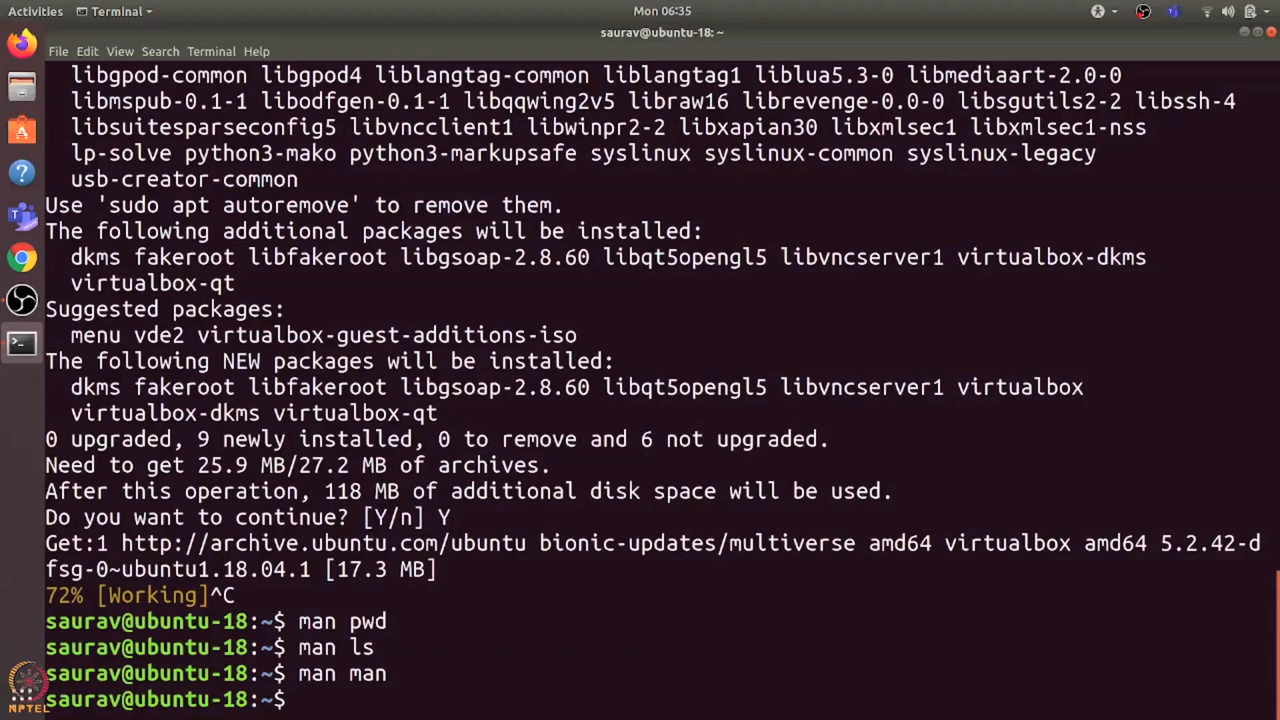 Activities Terminal Mon 06:35
saurav@ubuntu-18: ~
File Edit View Search Terminal Help
libgpod-common libgpod4 liblangtag-common liblangtag1 liblua5.3-0 libmediaart-2.0-0
libmspub-0.1-1 libodfgen-0.1-1 libqqwing2v5 libraw16 librevenge-0.0-0 libsgutils2-2 libssh-4
libsuitesparseconfig5 libvncclient1 libwinpr2-2 libxapian30 libxmlsec1 libxmlsec1-nss
lp-solve python3-mako python3-markupsafe syslinux syslinux-common syslinux-legacy
usb-creator-common
Use 'sudo apt autoremove' to remove them.
The following additional packages will be installed:
dkms fakeroot libfakeroot libgsoap-2.8.60 libqt5opengl5 libvncserver1 virtualbox-dkms
virtualbox-qt
Suggested packages:
menu vde2 virtualbox-guest-additions-iso
The following NEW packages will be installed:
dkms fakeroot libfakeroot libgsoap-2.8.60 libqt5opengl5 libvncserver1 virtualbox
virtualbox-dkms virtualbox-qt
0 upgraded, 9 newly installed, 0 to remove and 6 not upgraded.
Need to get 25.9 MB/27.2 MB of archives.
After this operation, 118 MB of additional disk space will be used.
Do you want to continue? [Y/n] Y
Get:1 http://archive.ubuntu.com/ubuntu bionic-updates/multiverse amd64 virtualbox amd64 5.2.42-d
fsg-0~ubuntu1.18.04.1 [17.3 MB]
72% [Working]^C
saurav@ubuntu-18:~$ man pwd
saurav@ubuntu-18:~$ man ls
saurav@ubuntu-18:~$ man man
saurav@ubuntu-18:~$
NPTEL